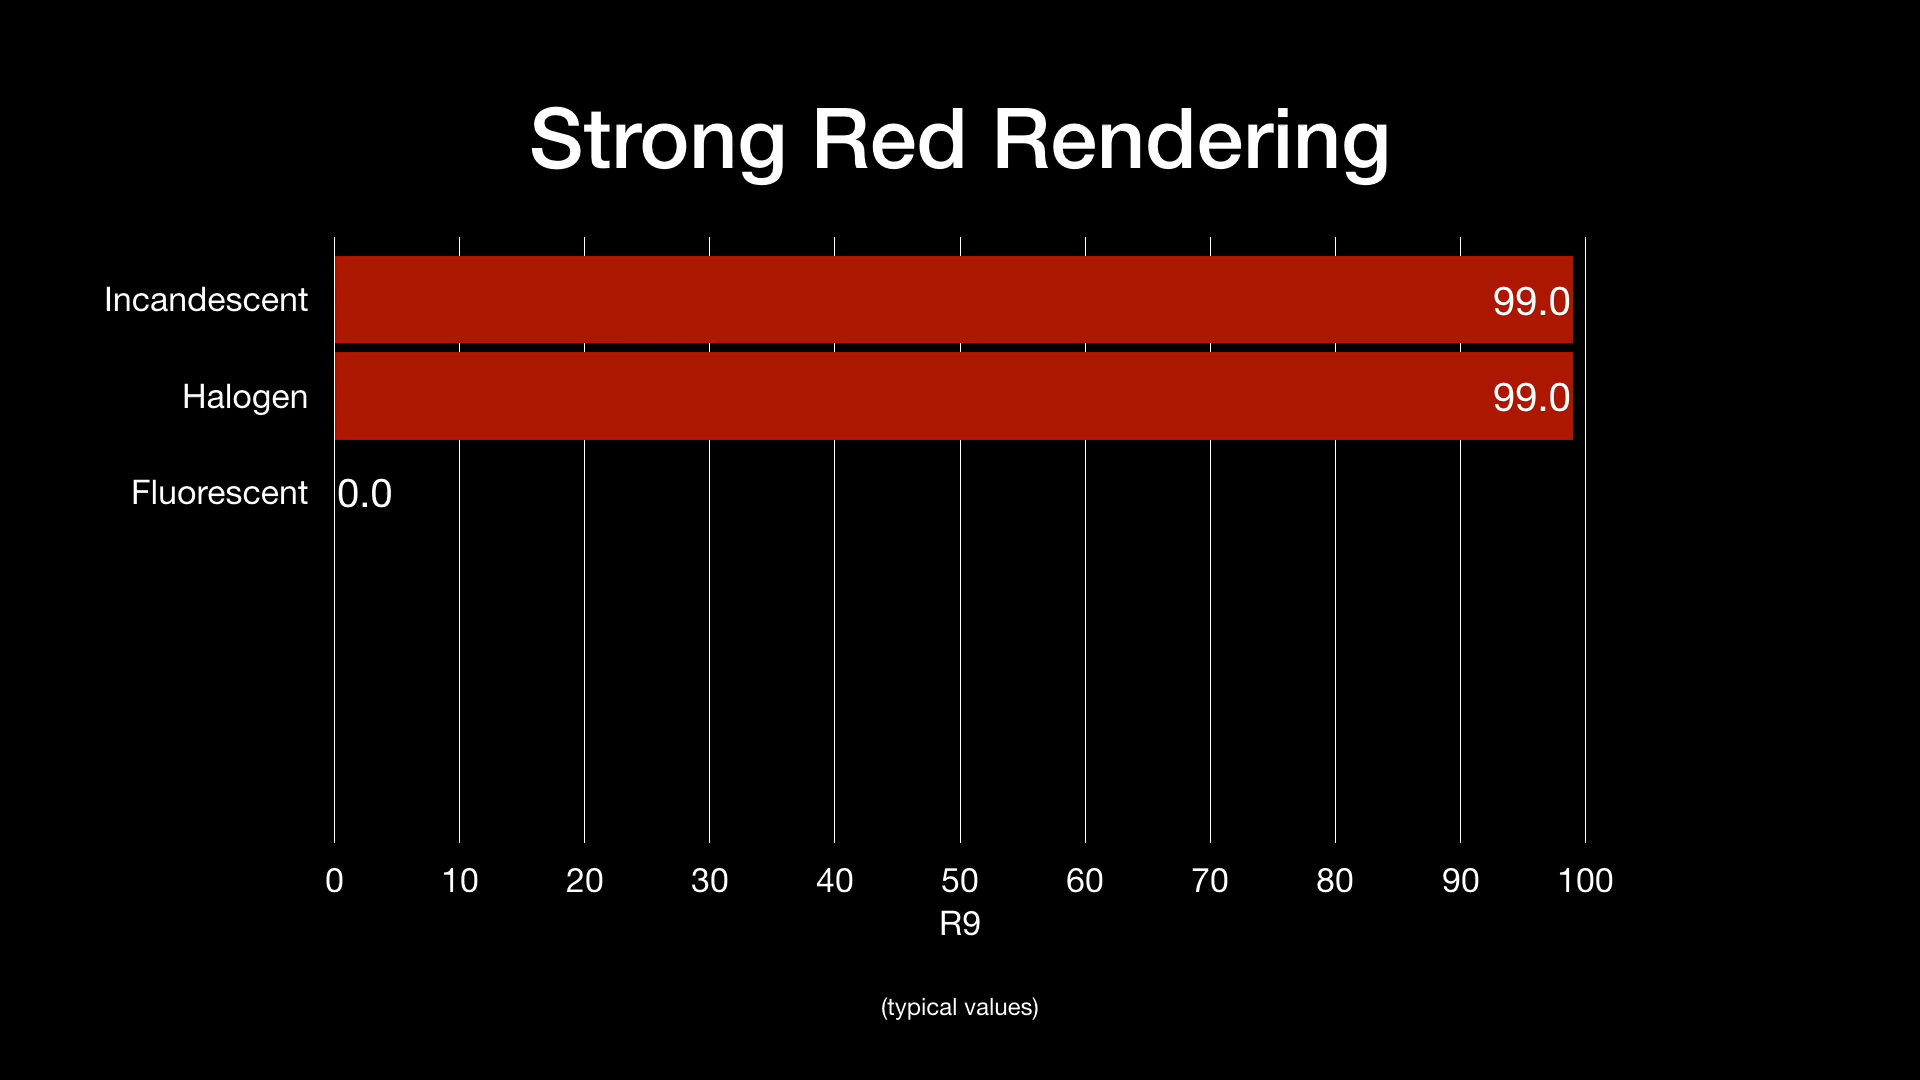 Strong Red Rendering
Incandescent 99.0
Halogen 99.0
Fluorescent 0.0
0 10 20 30 40 50 60 70 80 90 100
R9
(typical values)